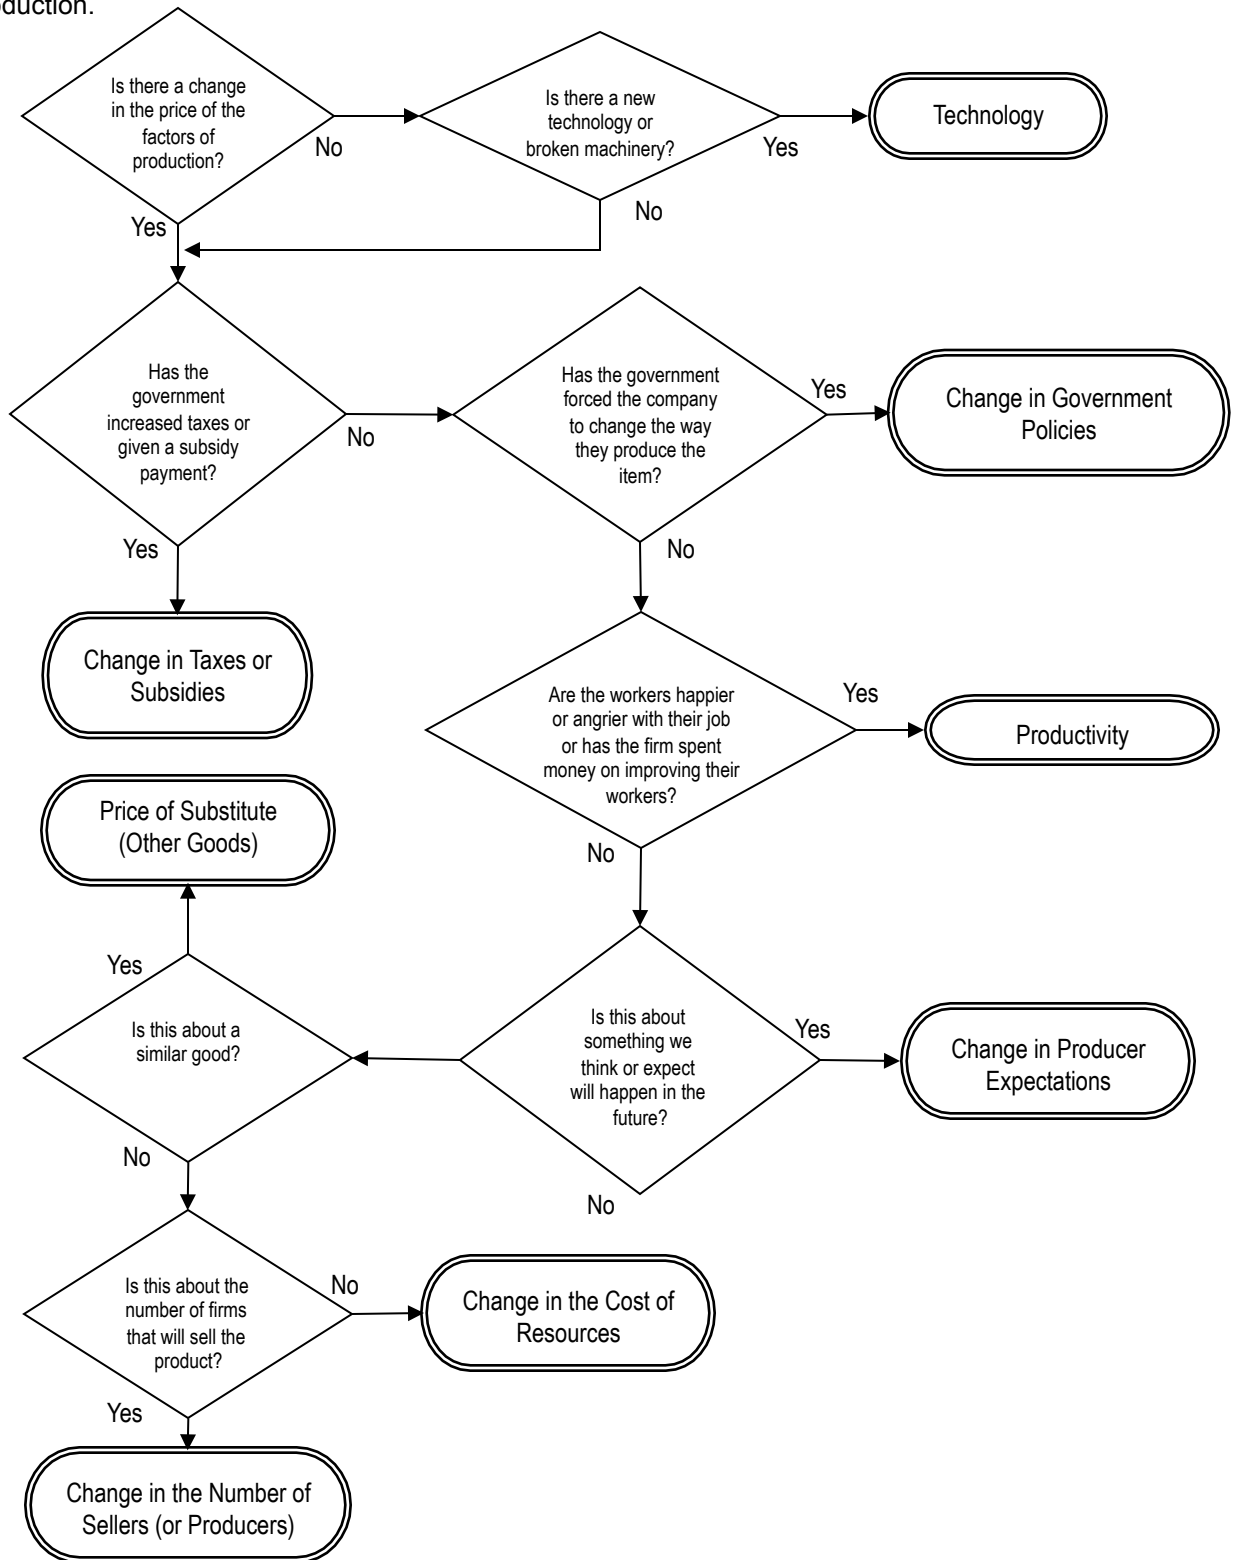 oduction.
Is there a change
in the price of the
factors of
production?
No
Yes
Is there a new
technology or
broken machinery?
Yes
No
Technology
Has the
government
increased taxes or
given a subsidy
payment?
No
Yes
Has the government
forced the company
to change the way
they produce the
item?
Yes
No
Change in Government
Policies
Change in Taxes or
Subsidies
Are the workers happier
or angrier with their job
or has the firm spent
money on improving their
workers?
Yes
No
Productivity
Price of Substitute
(Other Goods)
Yes
Is this about a
similar good?
No
Is this about
something we
think or expect
will happen in the
future?
Yes
No
Change in Producer
Expectations
Is this about the
number of firms
that will sell the
product?
No
Yes
Change in the Cost of
Resources
Change in the Number of
Sellers (or Producers)